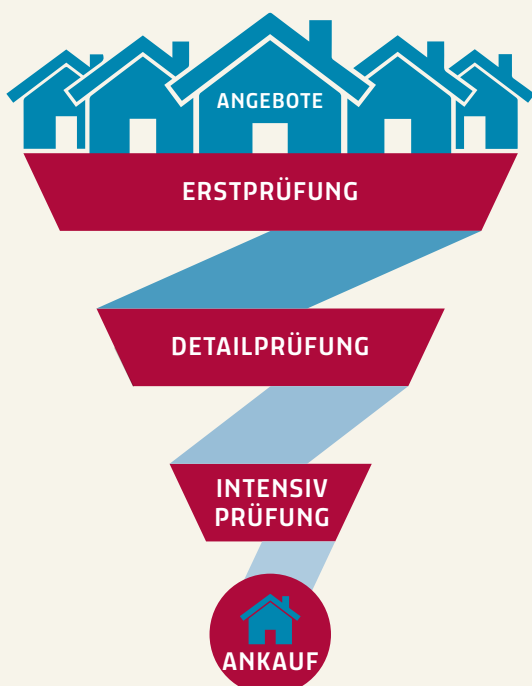 ANGEBOTE
ERSTPRÜFUNG
DETAILPRÜFUNG
INTENSIV
PRÜFUNG
ANKAUF